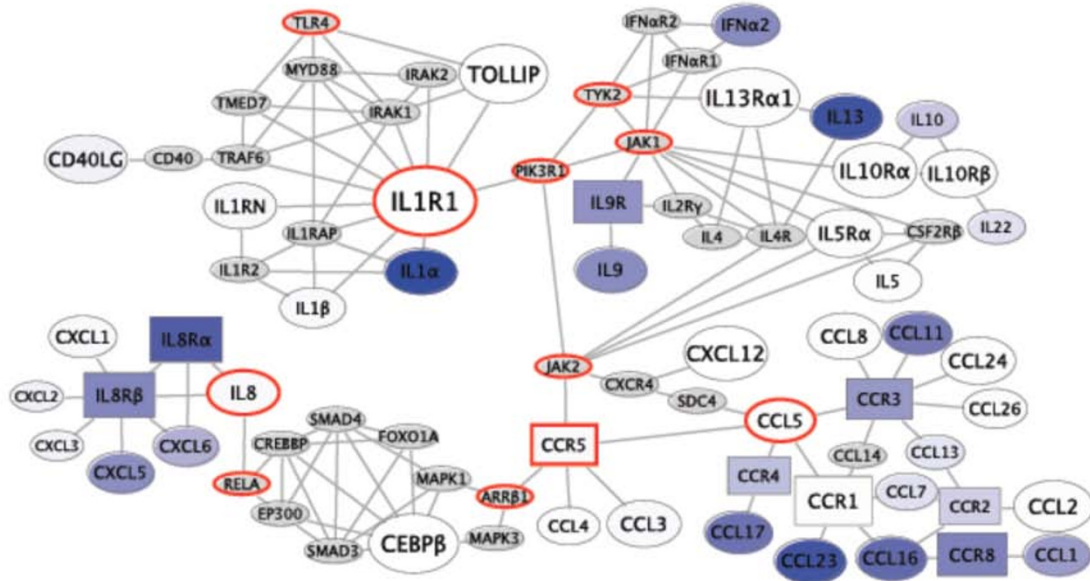 TLR4
IFNαR2
IFNα2
MYD88
IRAK2
TOLLIP
IFNαR1
TMED7
IRAK1
TYK2
IL13Rα1
IL13
IL10
CD40LG
CD40
TRAF6
JAK1
PIK3R1
IL10Rα
IL10Rβ
IL1RN
IL1R1
IL9R
IL2Rγ
IL1RAP
IL4
IL4R
IL5Rα
CSF2Rβ
IL22
IL1R2
IL1α
IL9
IL5
IL1β
CXCL1
IL8Rα
CXCL12
CCL8
CCL11
CCL24
JAK2
CXCR4
CXCL2
IL8Rβ
IL8
SDC4
CCR3
CCL26
CCL5
SMAD4
CXCL3
CXCL6
CREBBP
FOXO1A
CCR5
CCL14
CCL13
CXCL5
RELA
MAPK1
CCR4
CCR1
CCL7
ARRβ1
CCR2
CCL2
EP300
CCL4
CCL3
CCL17
SMAD3
CEBPβ
MAPK3
CCL23
CCL16
CCR8
CCL1